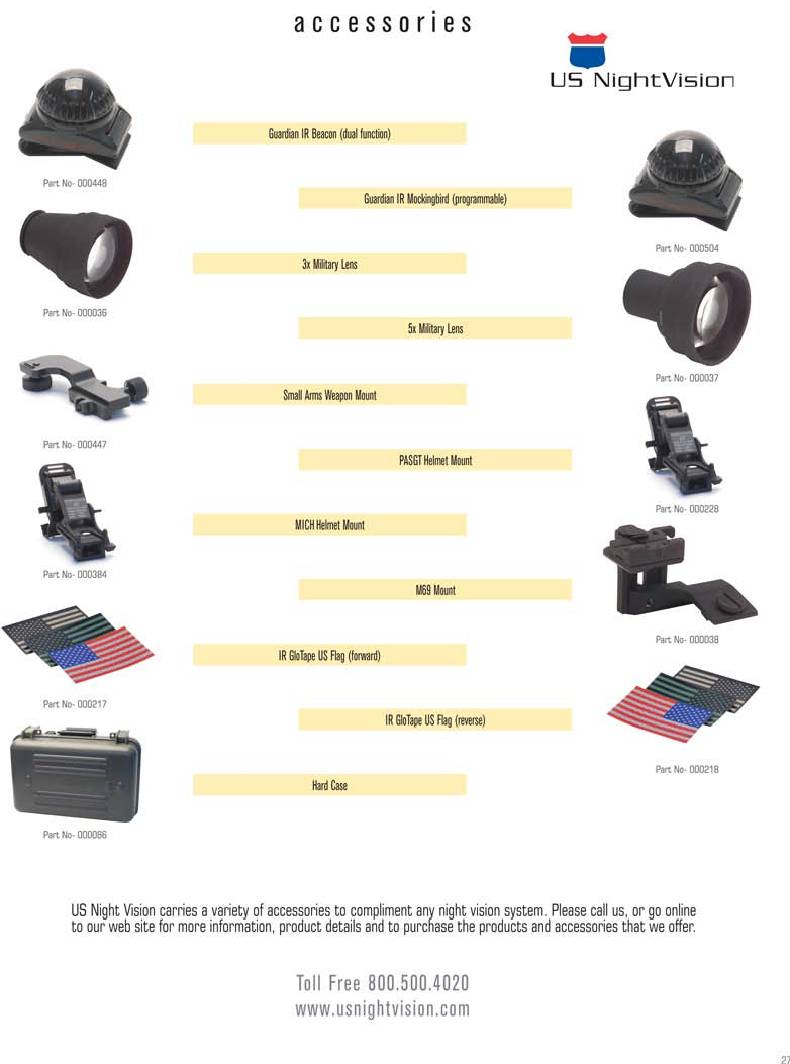 accessories
US NightVision
Guardian IR Beacon (dual function)
Part No- 000448
Guardian IR Mockingbird (programmable)
Part No- 000504
3x Military Lens
Part No- 000036
5x Military Lens
Part No- 000037
Small Arms Weapon Mount
Part No- 000447
PASGT Helmet Mount
Part No- 000228
MICH Helmet Mount
Part No- 000384
M69 Mount
Part No- 000038
IR GloTape US Flag (forward)
Part No- 000217
IR GloTape US Flag (reverse)
Part No- 000218
Hard Case
Part No- 000086
US Night Vision carries a variety of accessories to compliment any night vision system. Please call us, or go online
to our web site for more information, product details and to purchase the products and accessories that we offer.
Toll Free 800.500.4020
www.usnightvision.com
27